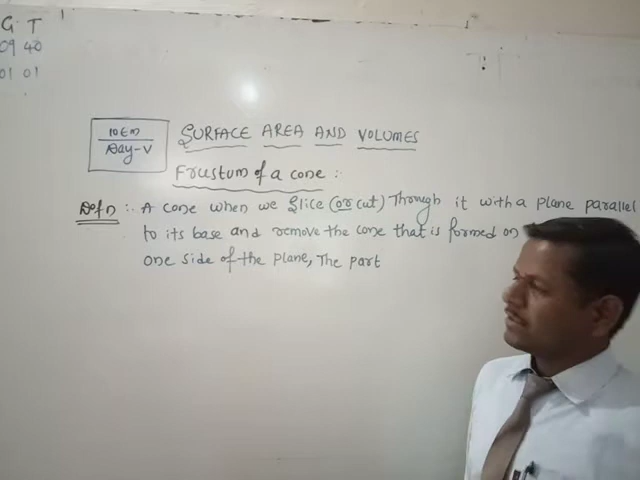 G T
09 40
01 01
10EM
Day-V
SURFACE AREA AND VOLUMES
Frustum of a cone :
Defn :. A cone when we slice (or cut) Through it with a plane parallel
to its base and remove the cone that is formed on
one side of the plane, The part